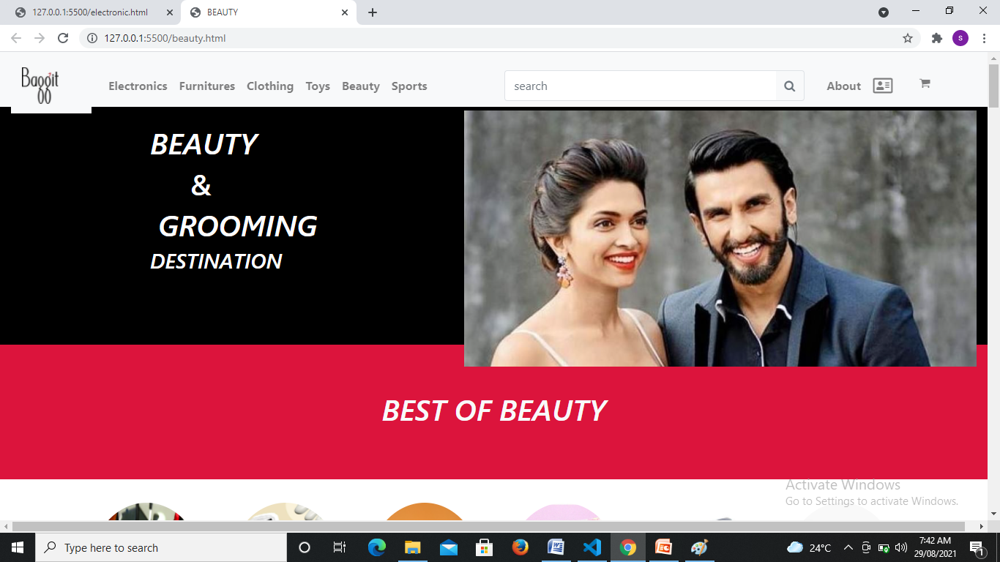 127.0.0.1:5500/electronic.html
BEAUTY
127.0.0.1:5500/beauty.html
s
Baggit
Electronics Furnitures Clothing Toys Beauty Sports search About
BEAUTY
&
GROOMING
DESTINATION
BEST OF BEAUTY
Activate Windows
Go to Settings to activate Windows.
Type here to search
24°C
7:42 AM
29/08/2021
1